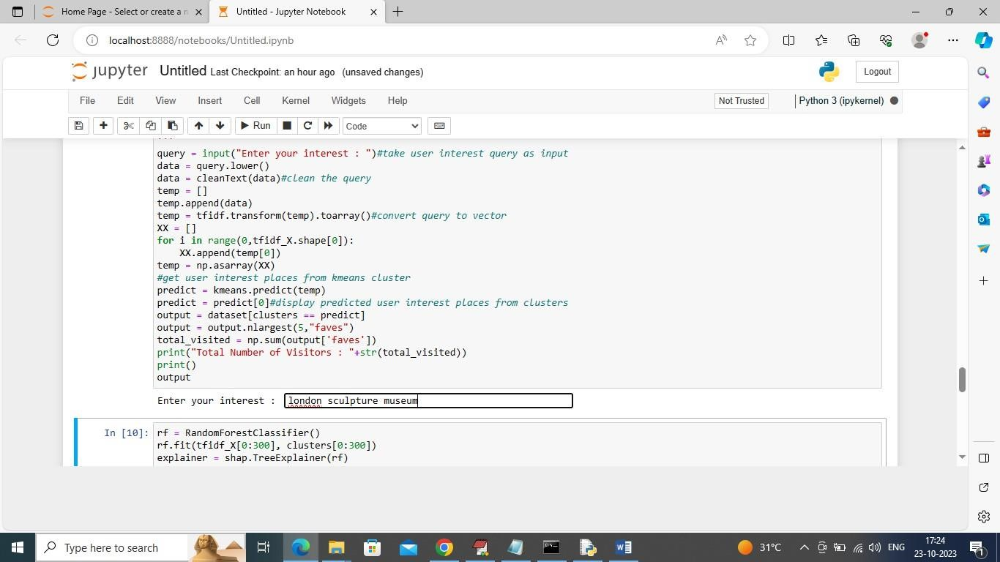 Home Page - Select or create a n
Untitled - Jupyter Notebook
localhost:8888/notebooks/Untitled.ipynb
jupyter Untitled Last Checkpoint: an hour ago (unsaved changes)
Logout
File Edit View Insert Cell Kernel Widgets Help
Not Trusted
Python 3 (ipykernel)
Run
Code
query = input("Enter your interest : ")#take user interest query as input
data = query.lower()
data = cleanText(data)#clean the query
temp = []
temp.append(data)
temp = tfidf.transform(temp).toarray()#convert query to vector
XX = []
for i in range(0,tfidf_X.shape[0]):
    XX.append(temp[0])
temp = np.asarray(XX)
#get user interest places from kmeans cluster
predict = kmeans.predict(temp)
predict = predict[0]#display predicted user interest places from clusters
output = dataset[clusters == predict]
output = output.nlargest(5,"faves")
total_visited = np.sum(output['faves'])
print("Total Number of Visitors : "+str(total_visited))
print()
output
Enter your interest : london sculpture museum
In [10]: rf = RandomForestClassifier()
rf.fit(tfidf_X[0:300], clusters[0:300])
explainer = shap.TreeExplainer(rf)
Type here to search
31°C
ENG
17:24
23-10-2023
1